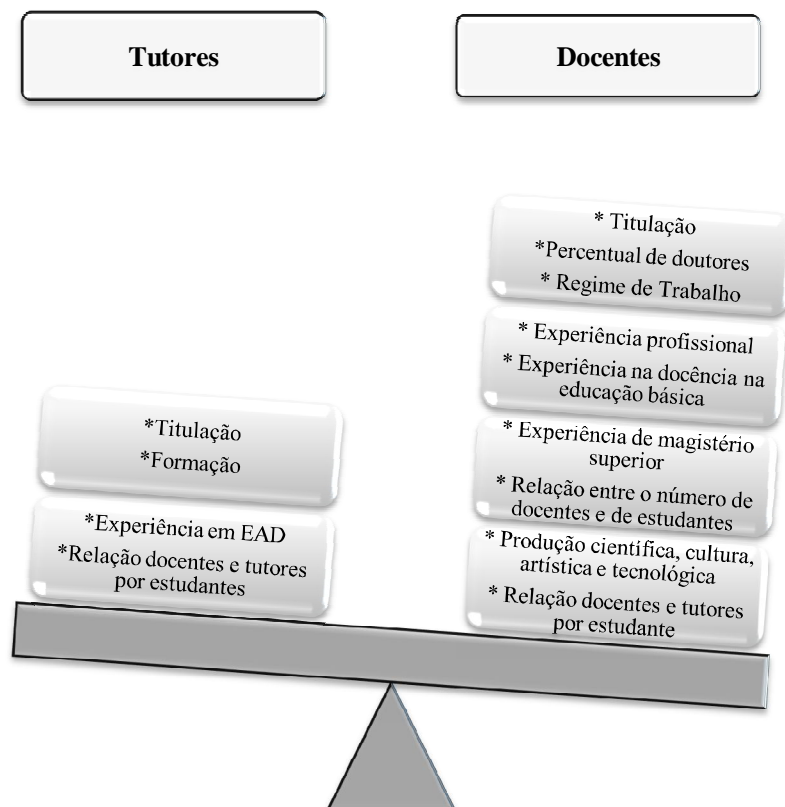 Tutores
Docentes
* Titulação
*Percentual de doutores
* Regime de Trabalho
* Experiência profissional
* Experiência na docência na
educação básica
* Experiência de magistério
superior
* Relação entre o número de
docentes e de estudantes
* Produção científica, cultura,
artística e tecnológica
* Relação docentes e tutores
por estudante
*Titulação
*Formação
*Experiência em EAD
*Relação docentes e tutores
por estudantes